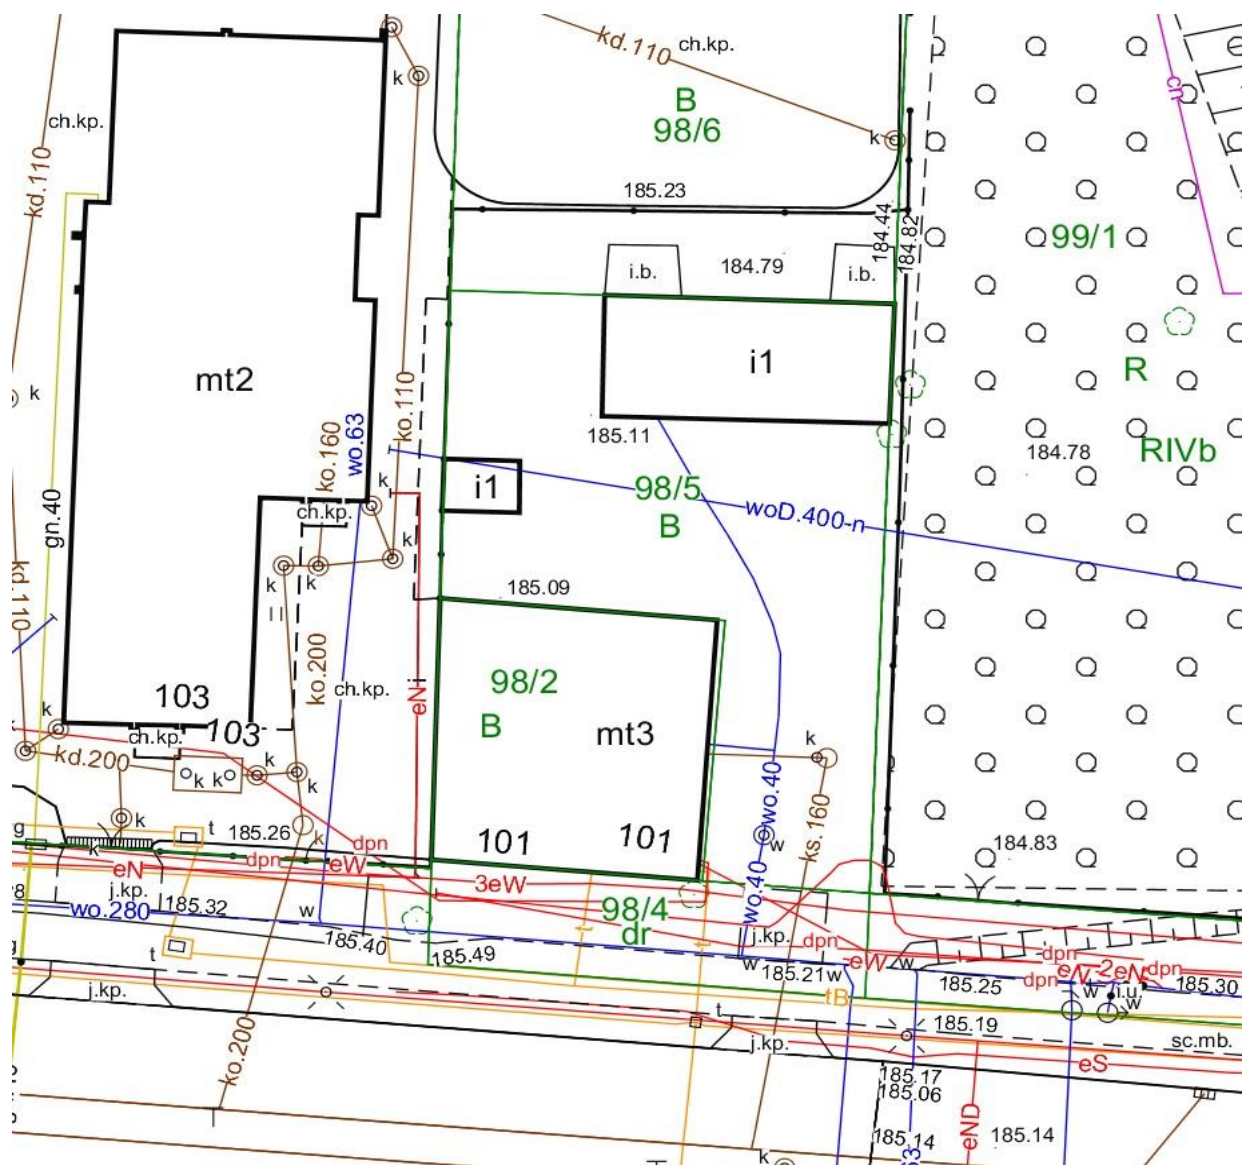 kd.110
ch.kp.
B
98/6
k
k
k
cn
ch.kp.
kd.110
185.23
184.44
184.82
99/1
i.b.
184.79
i.b.
mt2
i1
R
k
ko.110
185.11
184.78
RIVb
ko.160
wo.63
k
i1
98/5
B
woD.400-n
gn.40
ch.kp.
k
k
k
185.09
kd.110
ko.200
ch.kp.
eN
98/2
B
mt3
103
103
ch.kp.
k
k
kd.200
k k
k
k
k
wo.40
wo.40
w
ks.160
k
g
t
185.26
k
k
k
dpn
101
101
184.83
eN
dpn
eW
3eW
j.kp.
185.32
wo.280
w
98/4
dr
j.kp.
dpn
eW
w
185.40
185.49
w
185.21
w
dpn
eN
2eN
dpn
g
t
t
t
tB
185.25
w
i.u.
w
185.30
j.kp.
t
j.kp.
185.19
sc.mb.
eS
ko.200
185.17
185.06
eND
185.14
185.14
63
k